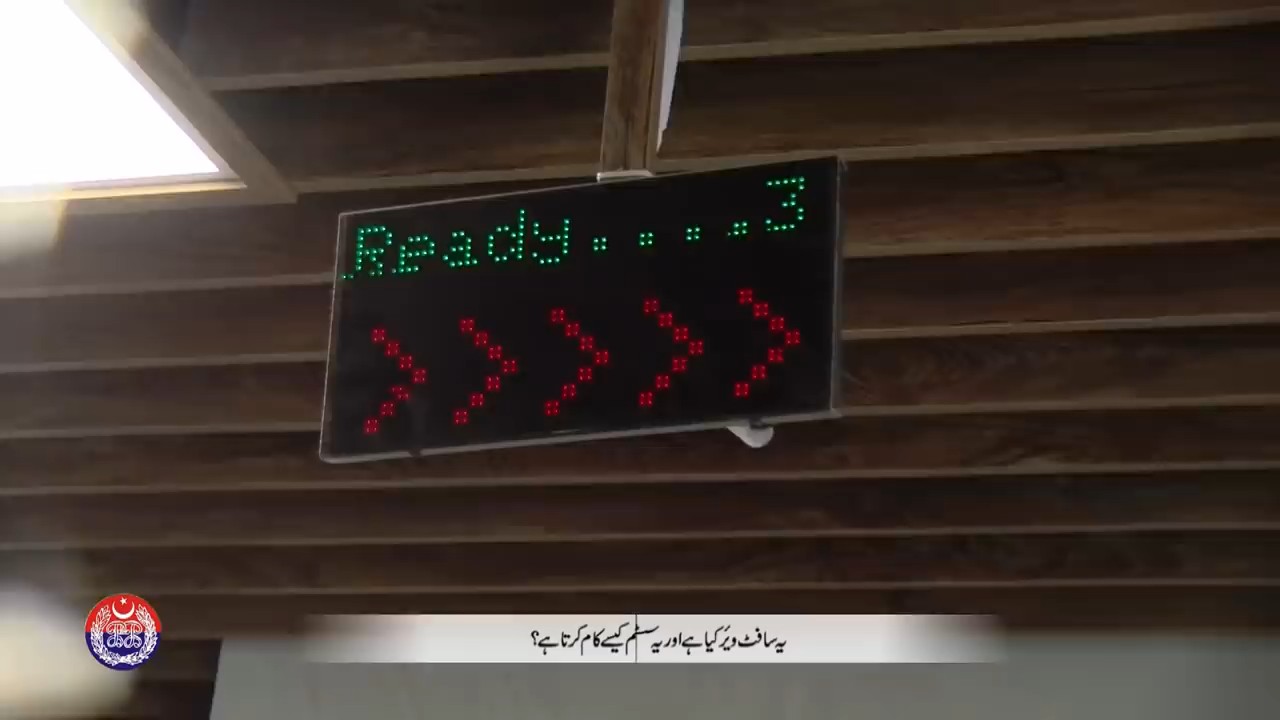 Ready....3
>>>>>
یہ سافٹ ویئر کیا ہے اور یہ سسٹم کیسے کام کرتا ہے؟